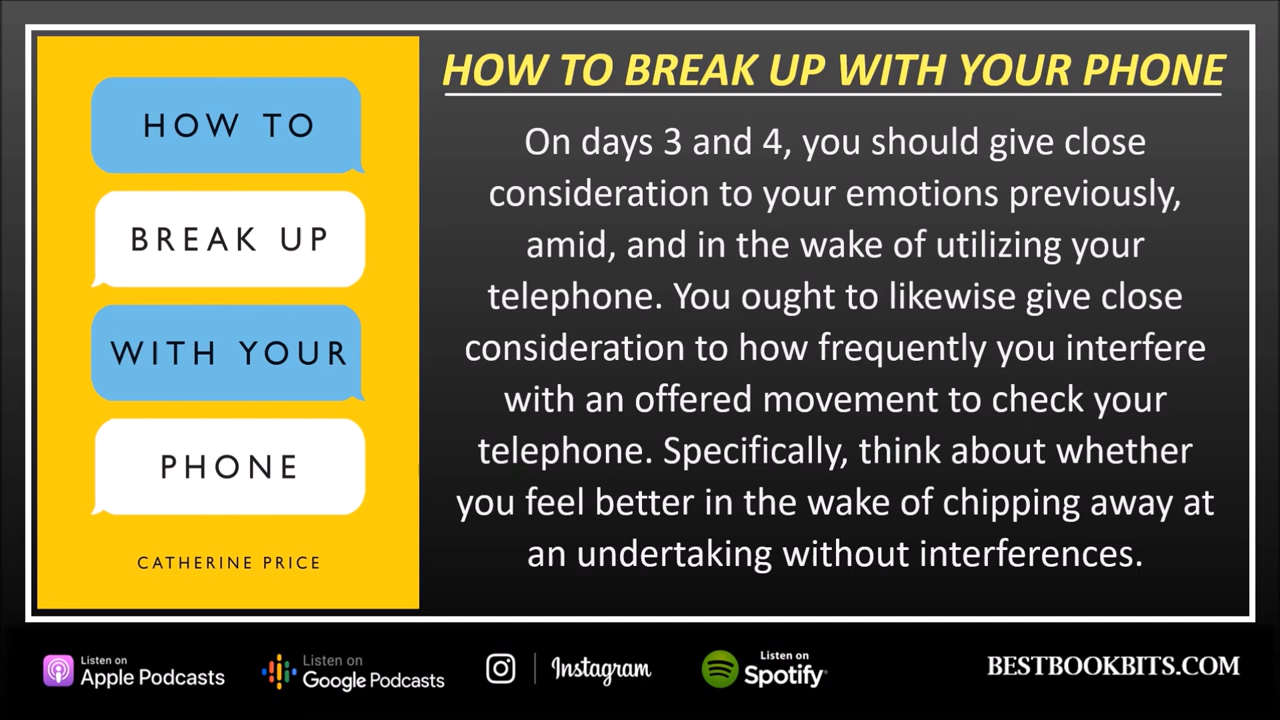 HOW TO
BREAK UP
WITH YOUR
PHONE
CATHERINE PRICE
HOW TO BREAK UP WITH YOUR PHONE
On days 3 and 4, you should give close
consideration to your emotions previously,
amid, and in the wake of utilizing your
telephone. You ought to likewise give close
consideration to how frequently you interfere
with an offered movement to check your
telephone. Specifically, think about whether
you feel better in the wake of chipping away at
an undertaking without interferences.
Listen on
Apple Podcasts
Listen on
Google Podcasts
Instagram
Listen on
Spotify
BESTBOOKBITS.COM